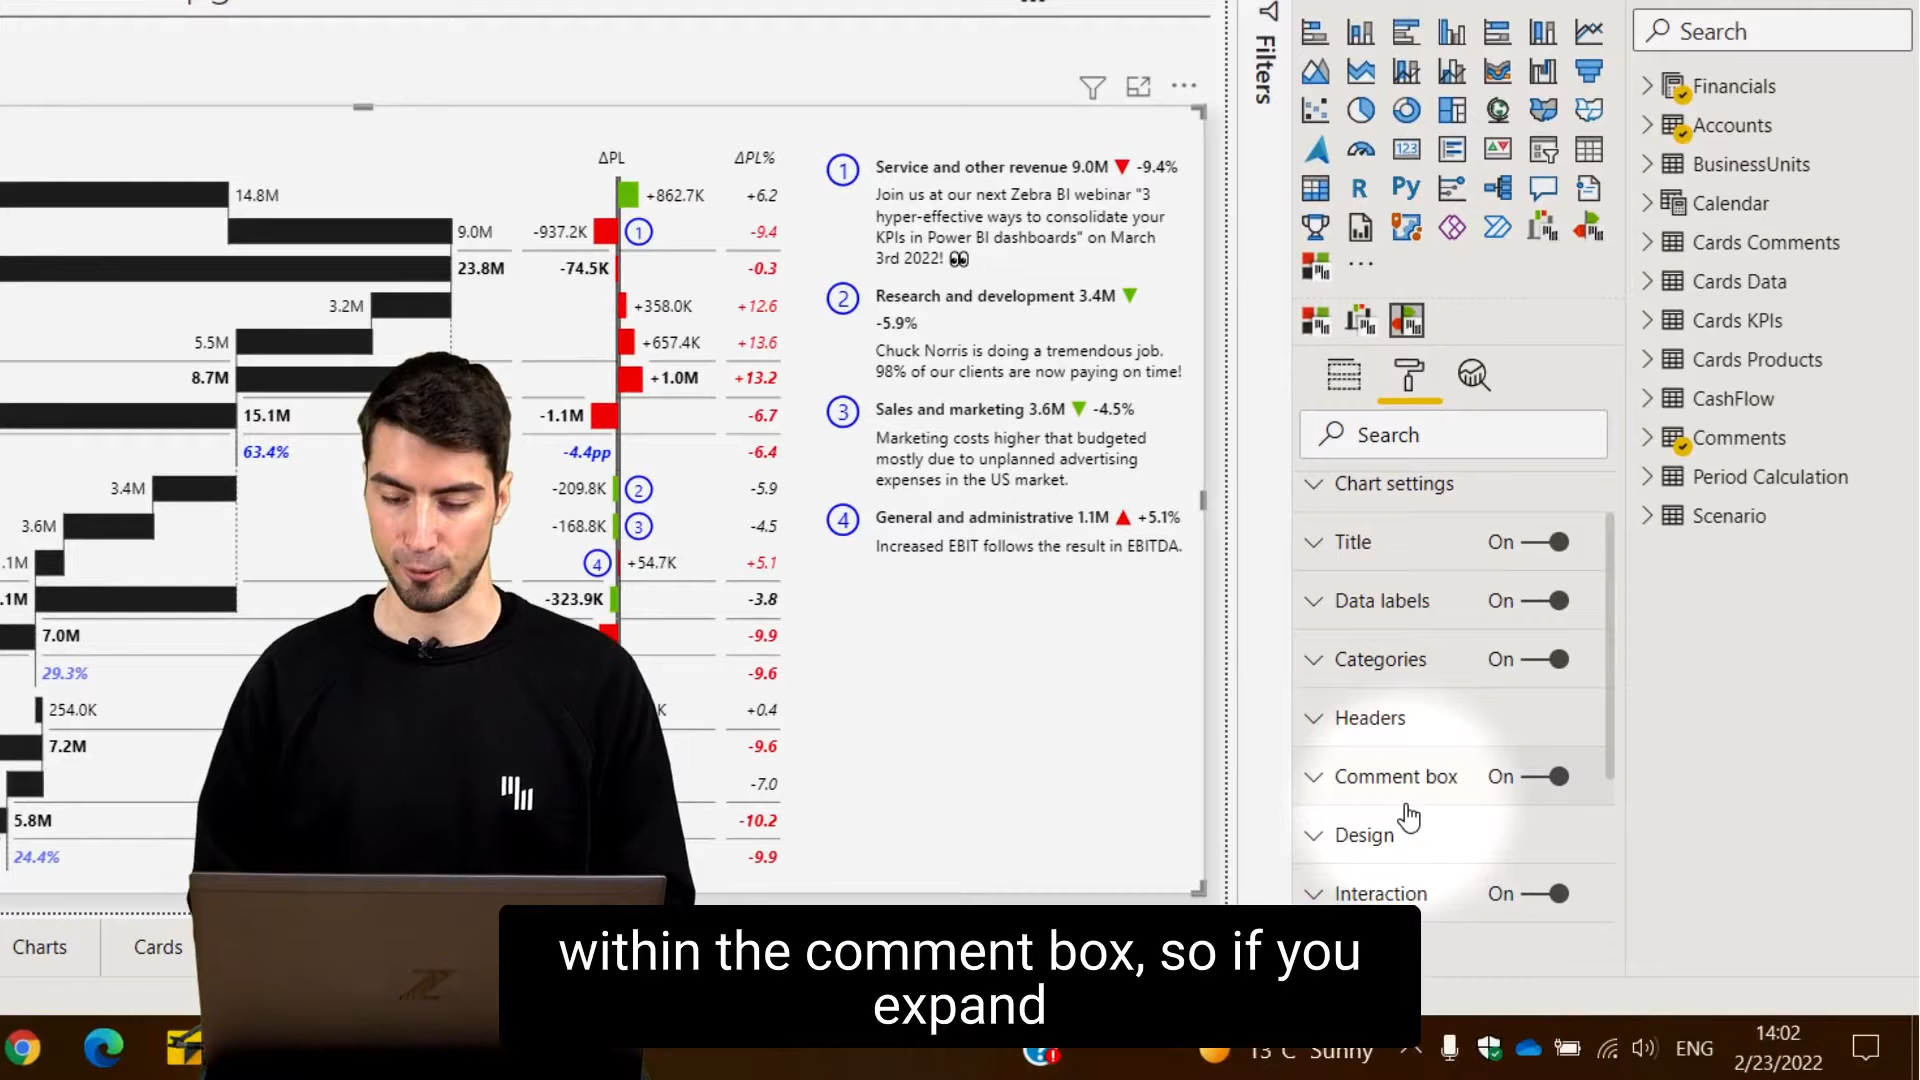 Filters
Search
Financials
Accounts
BusinessUnits
Calendar
Cards Comments
Cards Data
Cards KPIs
Cards Products
CashFlow
Comments
Period Calculation
Scenario
ΔPL
ΔPL%
14.8M
+862.7K
+6.2
9.0M
-937.2K
1
-9.4
23.8M
-74.5K
-0.3
3.2M
+358.0K
+12.6
5.5M
+657.4K
+13.6
8.7M
+1.0M
+13.2
15.1M
-1.1M
-6.7
63.4%
-4.4pp
-6.4
3.4M
-209.8K
2
-5.9
3.6M
-168.8K
3
-4.5
.1M
4
+54.7K
+5.1
.1M
-323.9K
-3.8
7.0M
-9.9
29.3%
-9.6
254.0K
K
+0.4
7.2M
-9.6
-7.0
5.8M
-10.2
24.4%
-9.9
1
Service and other revenue 9.0M ▼ -9.4%
Join us at our next Zebra BI webinar "3
hyper-effective ways to consolidate your
KPIs in Power BI dashboards" on March
3rd 2022! 👀
2
Research and development 3.4M ▼
-5.9%
Chuck Norris is doing a tremendous job.
98% of our clients are now paying on time!
3
Sales and marketing 3.6M ▼ -4.5%
Marketing costs higher that budgeted
mostly due to unplanned advertising
expenses in the US market.
4
General and administrative 1.1M ▲ +5.1%
Increased EBIT follows the result in EBITDA.
123
R
Py
Search
Chart settings
Title On
Data labels On
Categories On
Headers
Comment box On
Design
Interaction On
Charts
Cards
within the comment box, so if you
expand
13°C Sunny
ENG
14:02
2/23/2022